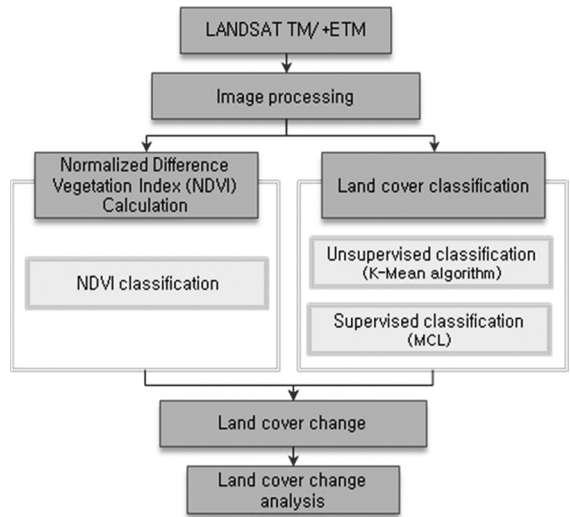 LANDSAT TM/ +ETM
Image processing
Normalized Difference
Vegetation Index (NDVI)
Calculation
NDVI classification
Land cover classification
Unsupervised classification
(K-Mean algorithm)
Supervised classification
(MCL)
Land cover change
Land cover change
analysis